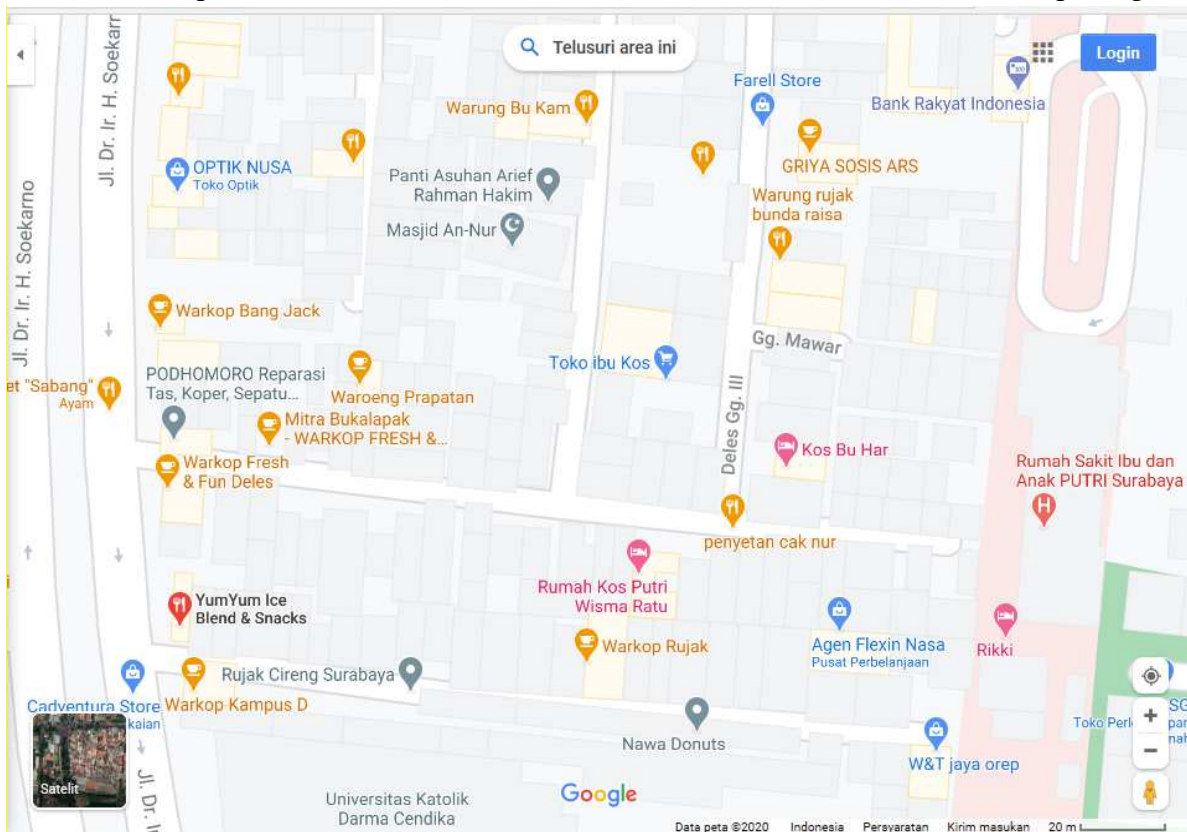 Telusuri area ini
Login
Jl. Dr. Ir. H. Soekarno
Jl. Dr. Ir. H. Soekarn
Farell Store
Bank Rakyat Indonesia
Warung Bu Kam
GRIYA SOSIS ARS
OPTIK NUSA
Toko Optik
Panti Asuhan Arief
Rahman Hakim
Masjid An-Nur
Warung rujak
bunda raisa
Warkop Bang Jack
Gg. Mawar
Toko ibu Kos
PODHOMORO Reparasi
Tas, Koper, Sepatu...
Waroeng Prapatan
et "Sabang"
Ayam
Mitra Bukalapak
- WARKOP FRESH &...
Deles Gg. III
Kos Bu Har
Warkop Fresh
& Fun Deles
Rumah Sakit Ibu dan
Anak PUTRI Surabaya
penyetan cak nur
Rumah Kos Putri
Wisma Ratu
YumYum Ice
Blend & Snacks
Warkop Rujak
Agen Flexin Nasa
Pusat Perbelanjaan
Rikki
Rujak Cireng Surabaya
Cadventura Store
kaian
Warkop Kampus D
Nawa Donuts
W&T jaya orep
SG
Toko Perl
Satelit
Jl. Dr. I
Universitas Katolik
Darma Cendika
Google
Data peta ©2020 Indonesia Persyaratan Kirim masukan 20 m